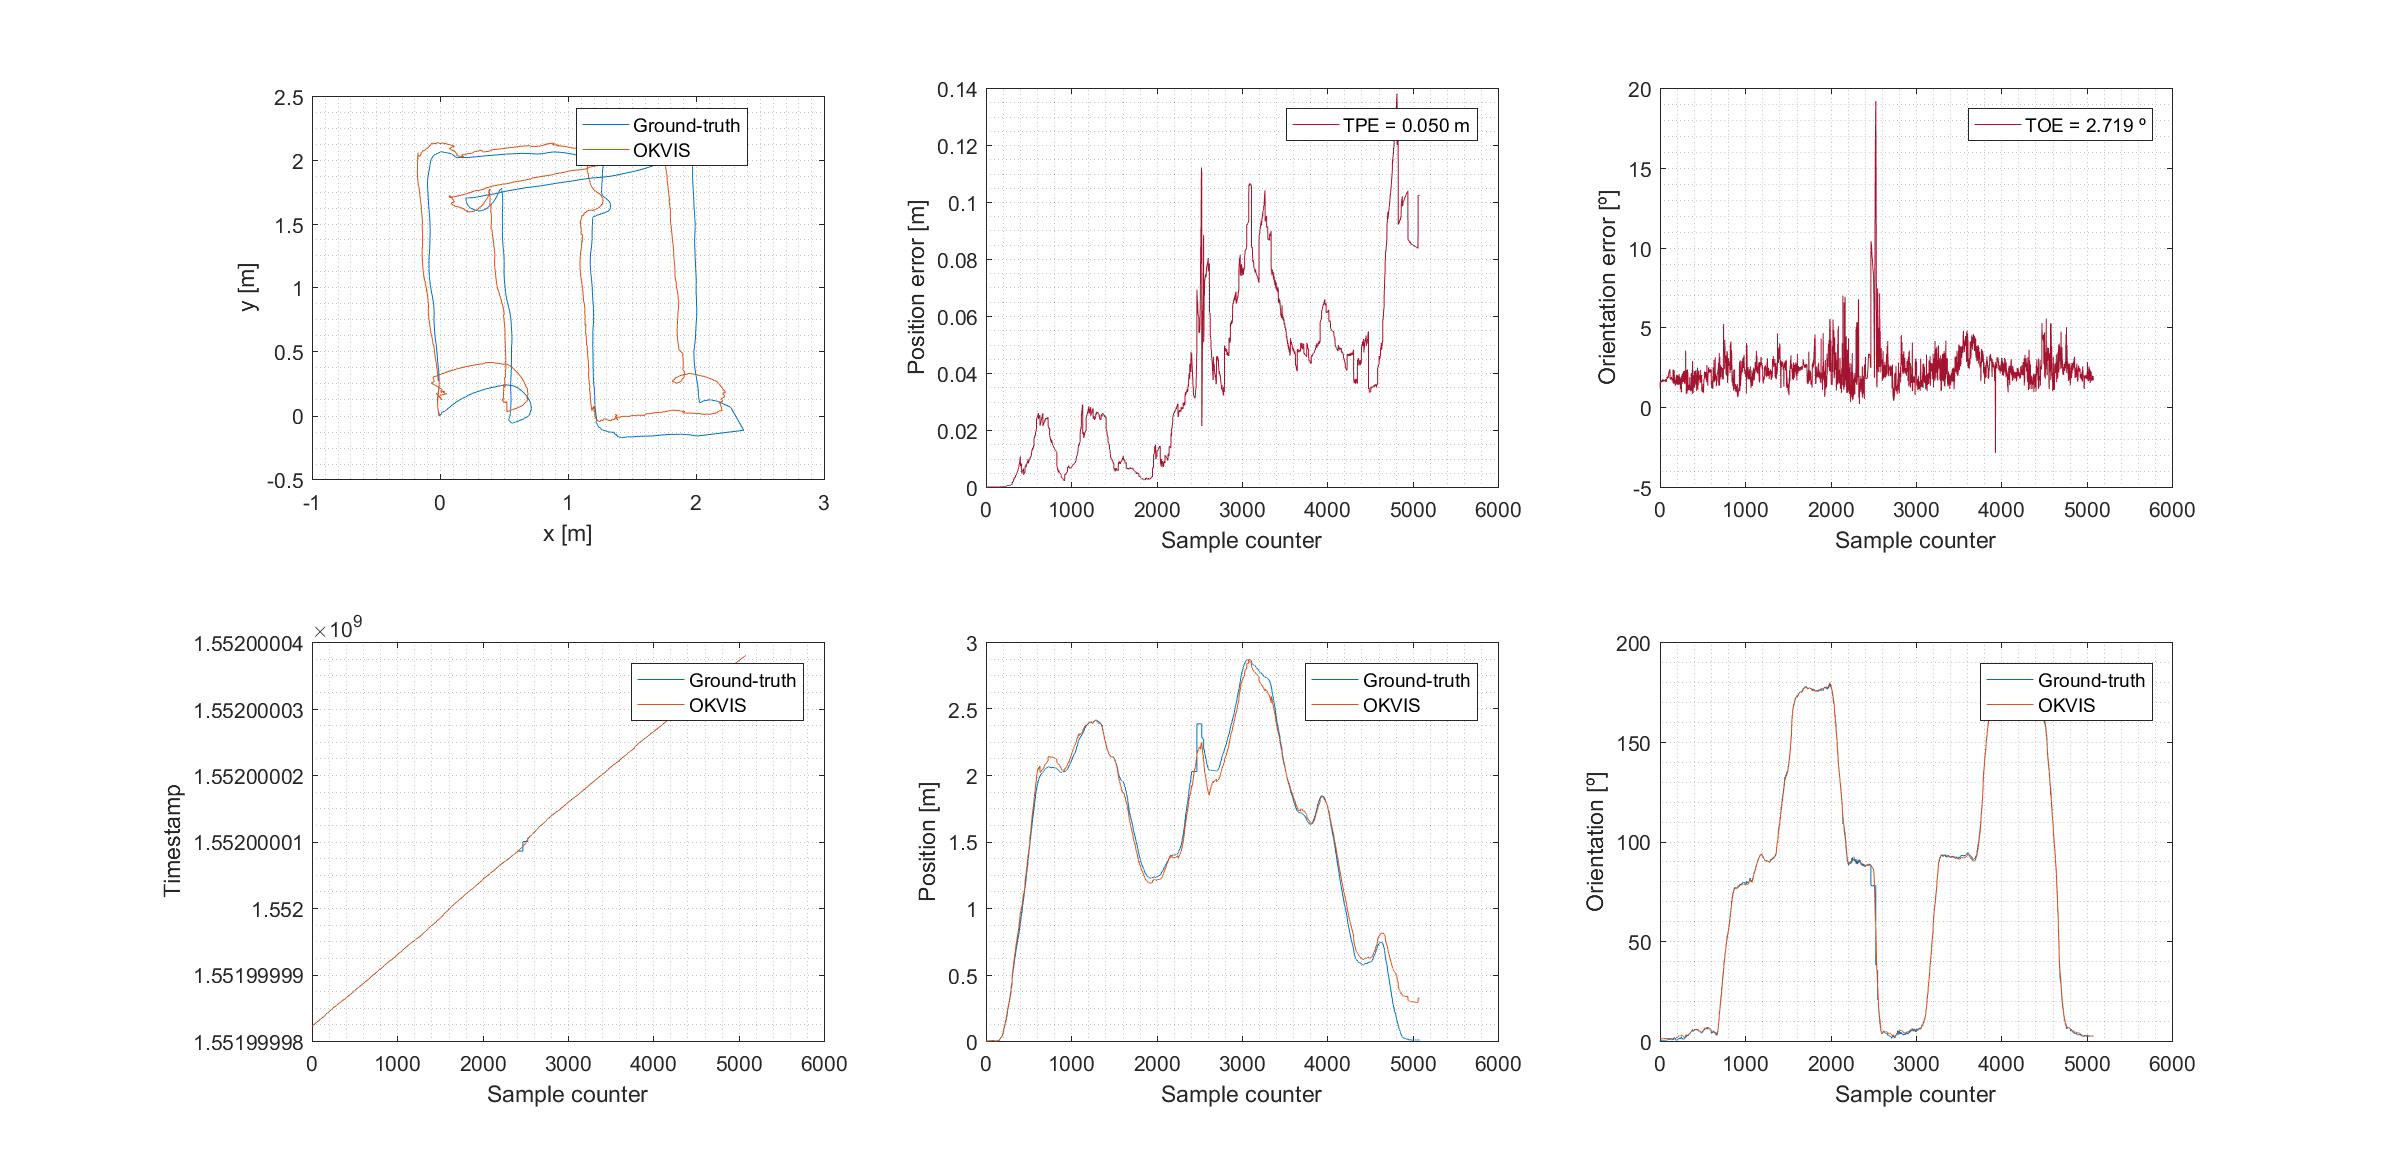 2.5
2
1.5
1
0.5
0
-0.5
-1 0 1 2 3
x [m]
y [m]
Ground-truth
OKVIS
0.14
0.12
0.1
0.08
0.06
0.04
0.02
0
0 1000 2000 3000 4000 5000 6000
Sample counter
Position error [m]
TPE = 0.050 m
20
15
10
5
0
-5
0 1000 2000 3000 4000 5000 6000
Sample counter
Orientation error [º]
TOE = 2.719 º
×10^9
1.55200004
1.55200003
1.55200002
1.55200001
1.552
1.55199999
1.55199998
0 1000 2000 3000 4000 5000 6000
Sample counter
Timestamp
Ground-truth
OKVIS
3
2.5
2
1.5
1
0.5
0
0 1000 2000 3000 4000 5000 6000
Sample counter
Position [m]
Ground-truth
OKVIS
200
150
100
50
0
0 1000 2000 3000 4000 5000 6000
Sample counter
Orientation [º]
Ground-truth
OKVIS